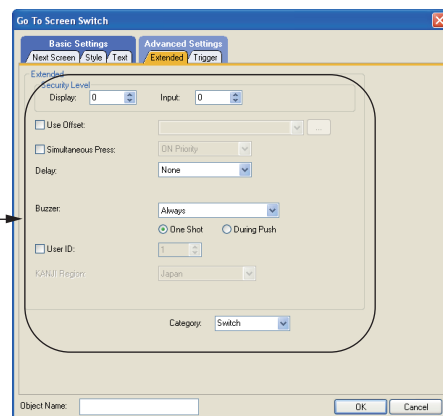 Go To Screen Switch
Basic Settings Advanced Settings
Next Screen Style Text Extended Trigger
Extended
Security Level
Display: 0 Input: 0
Use Offset: ...
Simultaneous Press: ON Priority
Delay: None
Buzzer: Always
One Shot During Push
User ID: 1
KANJI Region: Japan
Category: Switch
Object Name: OK Cancel